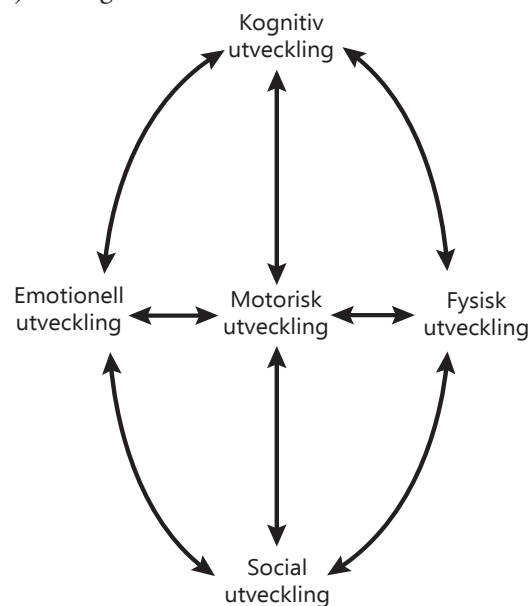 Kognitiv
utveckling
Emotionell
utveckling
Motorisk
utveckling
Fysisk
utveckling
Social
utveckling